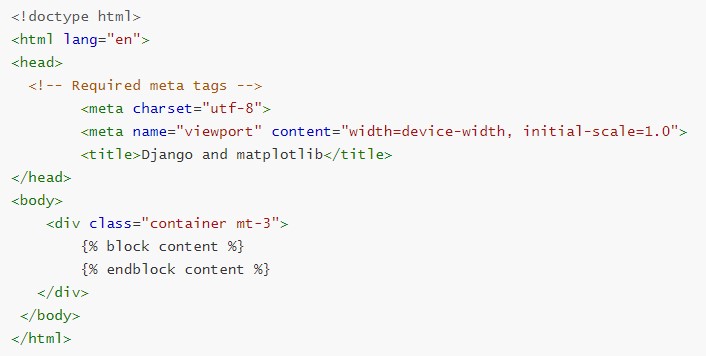 <!doctype html>
<html lang="en">
<head>
<!-- Required meta tags -->
<meta charset="utf-8">
<meta name="viewport" content="width=device-width, initial-scale=1.0">
<title>Django and matplotlib</title>
</head>
<body>
<div class="container mt-3">
{% block content %}
{% endblock content %}
</div>
</body>
</html>